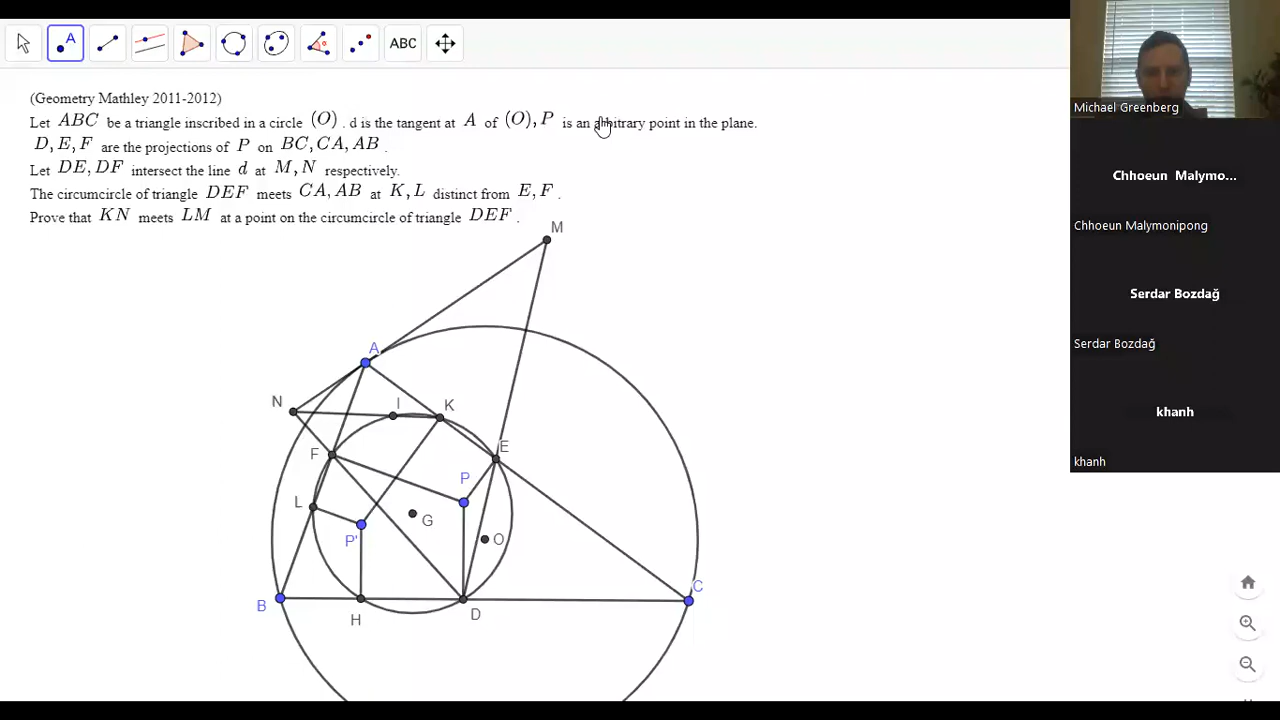 A
ABC
(Geometry Mathley 2011-2012)
Let ABC be a triangle inscribed in a circle (O) . d is the tangent at A of (O), P is an arbitrary point in the plane.
D, E, F are the projections of P on BC, CA, AB .
Let DE, DF intersect the line d at M, N respectively.
The circumcircle of triangle DEF meets CA, AB at K, L distinct from E, F .
Prove that KN meets LM at a point on the circumcircle of triangle DEF .
M
A
N
I
K
F
E
P
L
G
P'
O
B
C
H
D
Michael Greenberg
Chhoeun Malymo...
Chhoeun Malymonipong
Serdar Bozdağ
Serdar Bozdağ
khanh
khanh